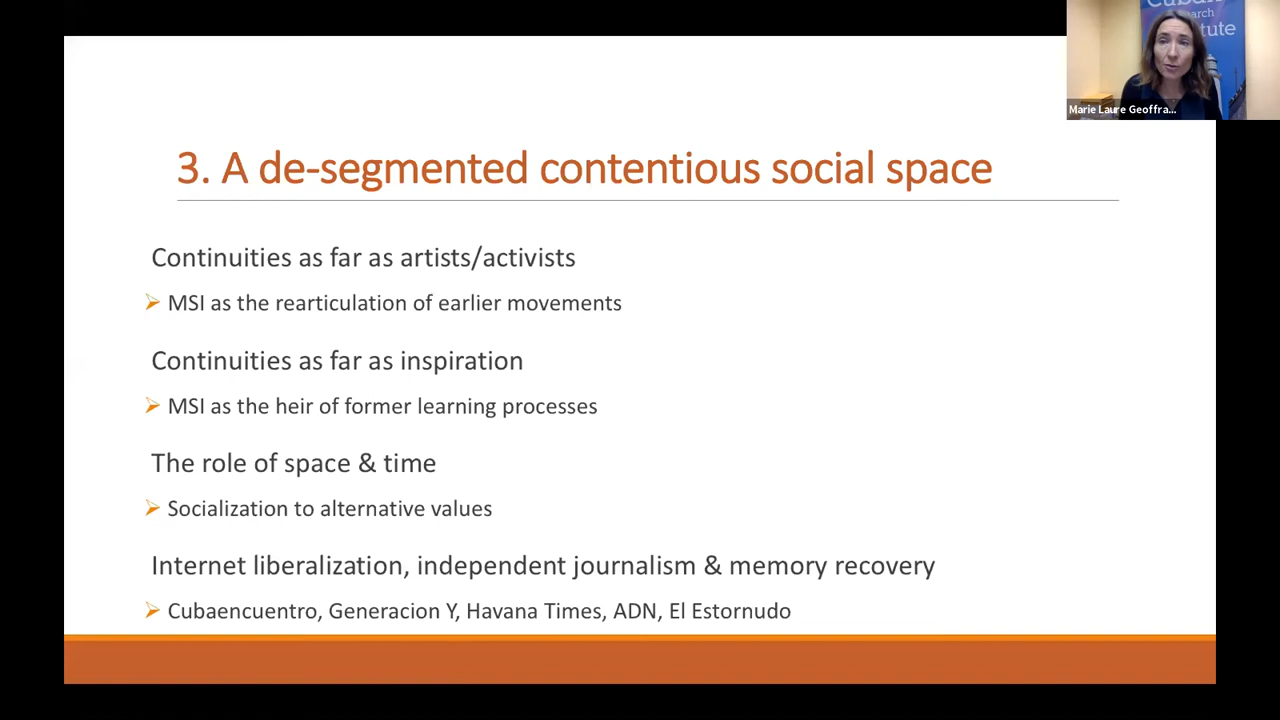 Cuban
search
itute
Marie Laure Geoffra...
3. A de-segmented contentious social space
Continuities as far as artists/activists
MSI as the rearticulation of earlier movements
Continuities as far as inspiration
MSI as the heir of former learning processes
The role of space & time
Socialization to alternative values
Internet liberalization, independent journalism & memory recovery
Cubaencuentro, Generacion Y, Havana Times, ADN, El Estornudo